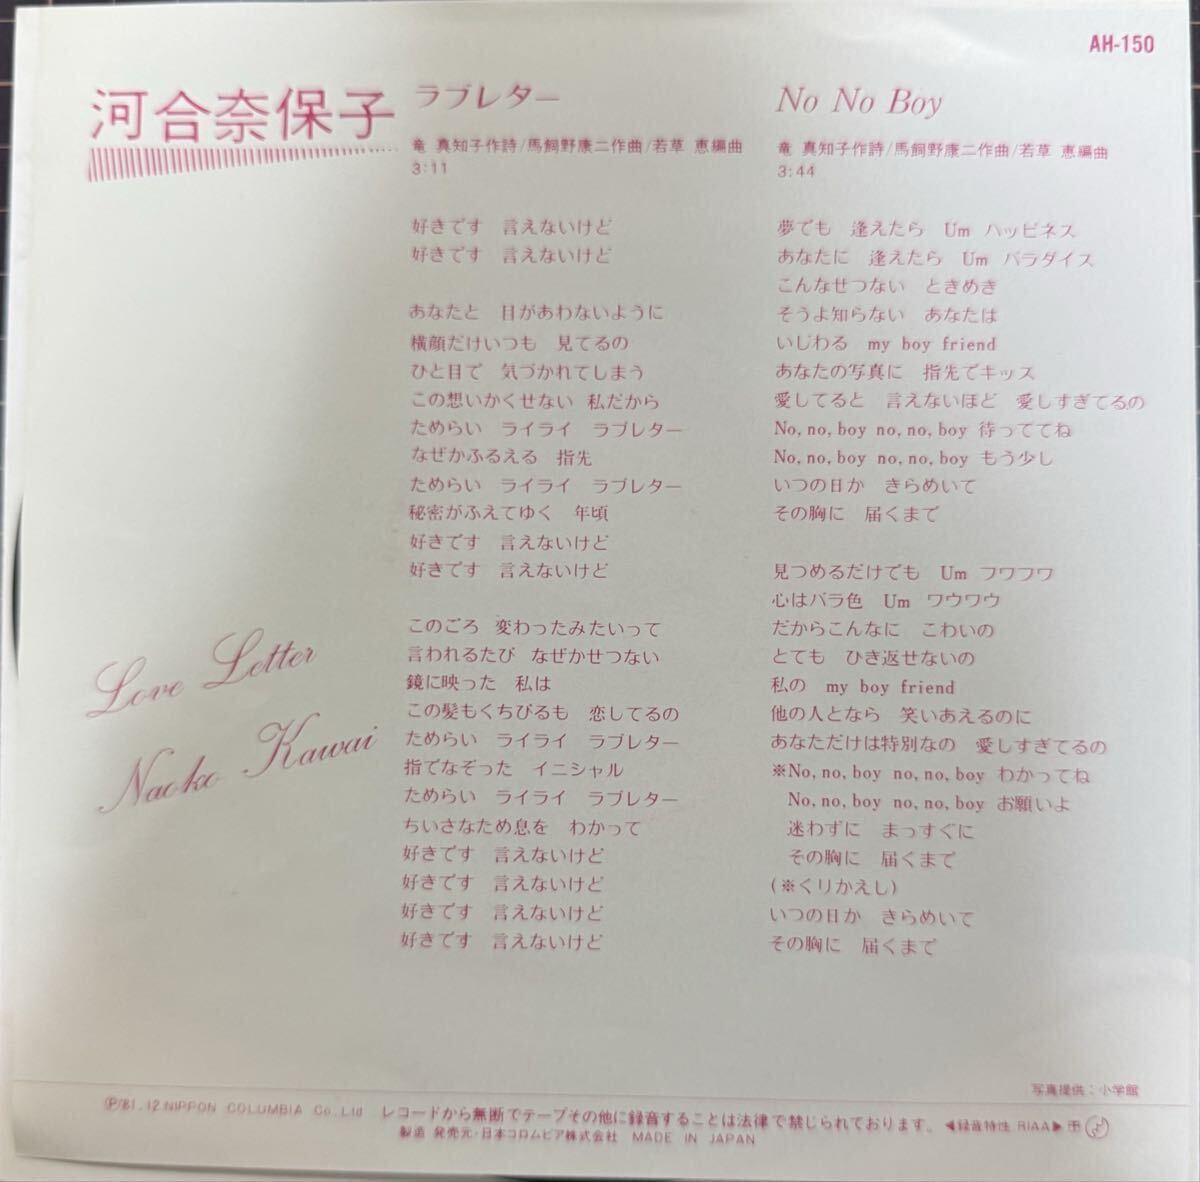 AH-150
河合奈保子
ラブレター
竜 真知子作詩/馬飼野康二作曲/若草 恵編曲
3:11
好きです 言えないけど
好きです 言えないけど
あなたと 目があわないように
横顔だけいつも 見てるの
ひと目で 気づかれてしまう
この想いかくせない 私だから
ためらい ライライ ラブレター
なぜかふるえる 指先
ためらい ライライ ラブレター
秘密がふえてゆく 年頃
好きです 言えないけど
好きです 言えないけど
このごろ 変わったみたいって
言われるたび なぜかせつない
鏡に映った 私は
この髪もくちびるも 恋してるの
ためらい ライライ ラブレター
指でなぞった イニシャル
ためらい ライライ ラブレター
ちいさなため息を わかって
好きです 言えないけど
好きです 言えないけど
好きです 言えないけど
好きです 言えないけど
No No Boy
竜 真知子作詩/馬飼野康二作曲/若草 恵編曲
3:44
夢でも 逢えたら Um ハッピネス
あなたに 逢えたら Um パラダイス
こんなせつない ときめき
そうよ知らない あなたは
いじわる my boy friend
あなたの写真に 指先でキッス
愛してると 言えないほど 愛しすぎてるの
No, no, boy no, no, boy 待っててね
No, no, boy no, no, boy もう少し
いつの日か きらめいて
その胸に 届くまで
見つめるだけでも Um フワフワ
心はバラ色 Um ワウワウ
だからこんなに こわいの
とても ひき返せないの
私の my boy friend
他の人となら 笑いあえるのに
あなただけは特別なの 愛しすぎてるの
※No, no, boy no, no, boy わかってね
No, no, boy no, no, boy お願いよ
迷わずに まっすぐに
その胸に 届くまで
(※くりかえし)
いつの日か きらめいて
その胸に 届くまで
Love Letter
Naoko Kawai
写真提供：小学館
Ⓟ'81.12.NIPPON COLUMBIA Co.,Ltd レコードから無断でテープその他に録音することは法律で禁じられております。◀録音特性 RIAA▶
製造 発売元・日本コロムビア株式会社 MADE IN JAPAN